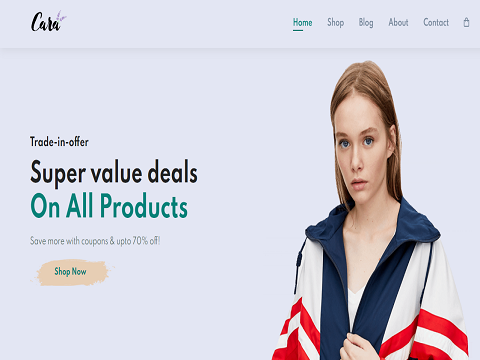 Cara
Home Shop Blog About Contact
Trade-in-offer
Super value deals
On All Products
Save more with coupons & upto 70% off!
Shop Now